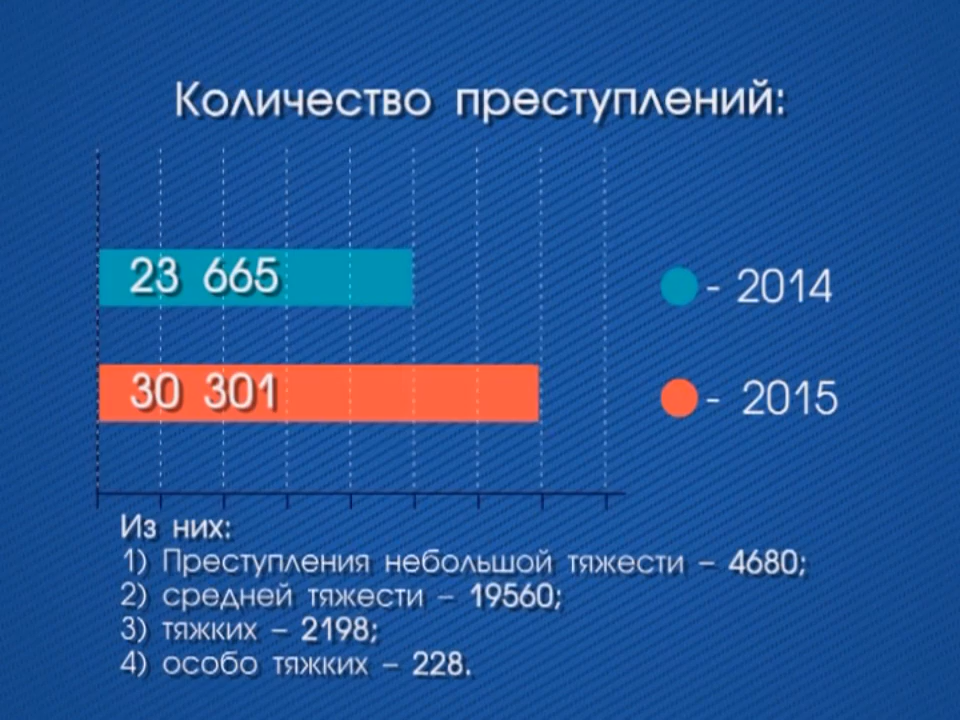 Количество преступлений:
23 665
- 2014
30 301
- 2015
Из них:
1) Преступления небольшой тяжести – 4680;
2) средней тяжести – 19560;
3) тяжких – 2198;
4) особо тяжких – 228.